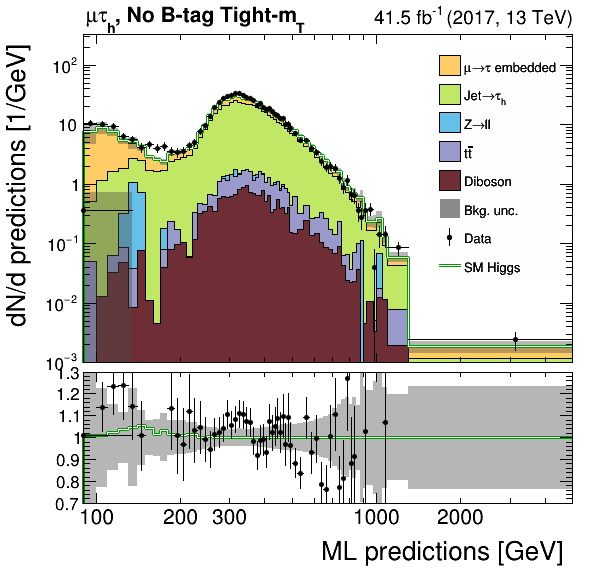 μτh, No B-tag Tight-mT 41.5 fb⁻¹ (2017, 13 TeV)
dN/d predictions [1/GeV]
10²
10
1
10⁻¹
10⁻²
10⁻³
μ→τ embedded
Jet→τh
Z→ll
tt̄
Diboson
Bkg. unc.
Data
SM Higgs
1.3
1.2
1.1
1
0.9
0.8
0.7
100 200 300 1000 2000
ML predictions [GeV]